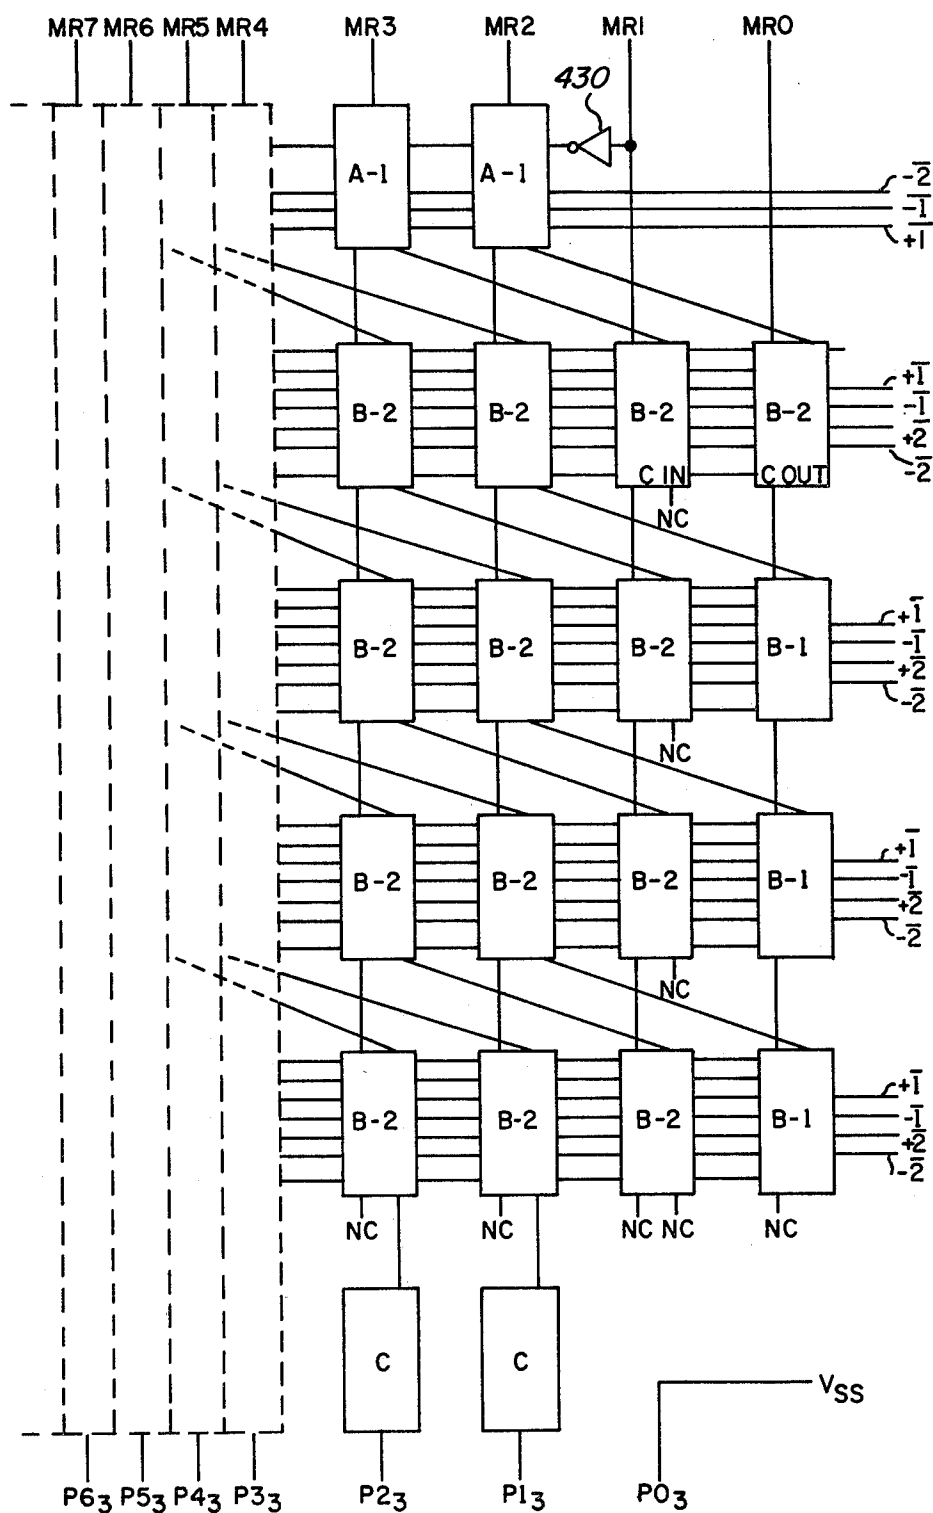 MR7 MR6 MR5 MR4 MR3 MR2 MR1 MR0
430
A-1 A-1
-2̅
-1̅
+1̅
B-2 B-2 B-2 B-2
+1̅
-1̅
+2̅
-2̅
C IN C OUT
NC
B-2 B-2 B-2 B-1
+1̅
-1̅
+2̅
-2̅
NC
B-2 B-2 B-2 B-1
+1̅
-1̅
+2̅
-2̅
NC
B-2 B-2 B-2 B-1
+1̅
-1̅
+2̅
-2̅
NC NC NC NC NC
C C
VSS
P6₃ P5₃ P4₃ P3₃ P2₃ P1₃ P0₃